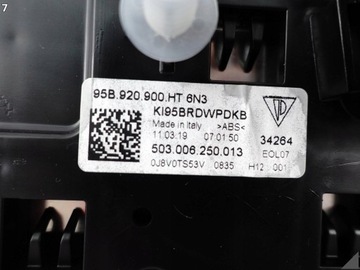 7
95B.920.900.HT 6N3
KI95BRDWPDKB
Made in Italy >ABS<
11.03.19 07:01:50
34264
503.006.250.013
EOL07
0J8V0TS53V 0835 H12 001